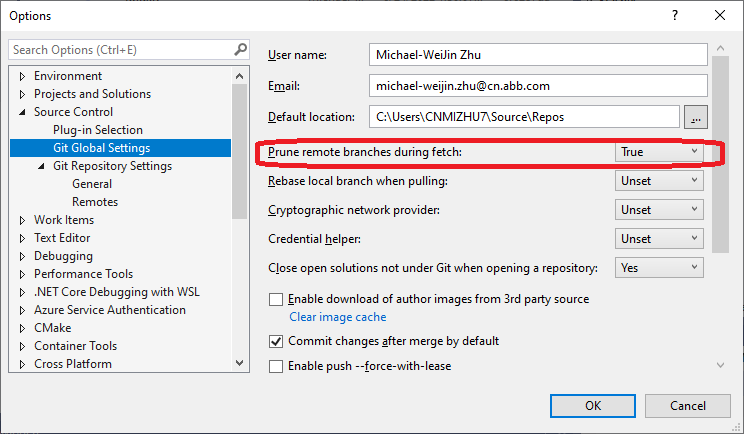 Options
Search Options (Ctrl+E)
Environment
Projects and Solutions
Source Control
Plug-in Selection
Git Global Settings
Git Repository Settings
General
Remotes
Work Items
Text Editor
Debugging
Performance Tools
.NET Core Debugging with WSL
Azure Service Authentication
CMake
Container Tools
Cross Platform
User name: Michael-WeiJin Zhu
Email: michael-weijin.zhu@cn.abb.com
Default location: C:\Users\CNMIZHU7\Source\Repos ...
Prune remote branches during fetch: True
Rebase local branch when pulling: Unset
Cryptographic network provider: Unset
Credential helper: Unset
Close open solutions not under Git when opening a repository: Yes
Enable download of author images from 3rd party source
Clear image cache
Commit changes after merge by default
Enable push --force-with-lease
OK Cancel